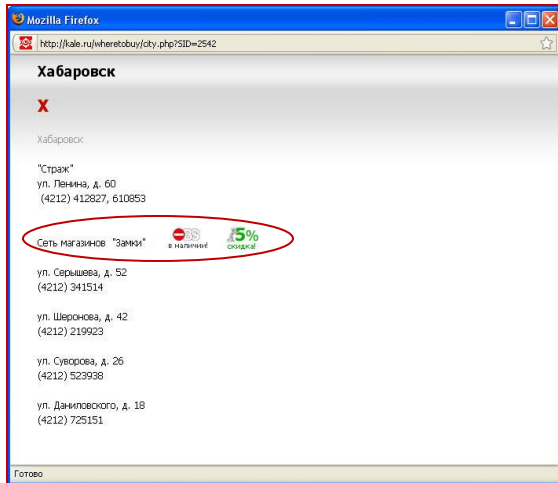 Mozilla Firefox
http://kale.ru/wheretobuy/city.php?SID=2542
Хабаровск
X
Хабаровск
"Страж"
ул. Ленина, д. 60
(4212) 412827, 610853
Сеть магазинов "Замки" BS в наличии! 5% скидка!
ул. Серышева, д. 52
(4212) 341514
ул. Шеронова, д. 42
(4212) 219923
ул. Суворова, д. 26
(4212) 523938
ул. Даниловского, д. 18
(4212) 725151
Готово